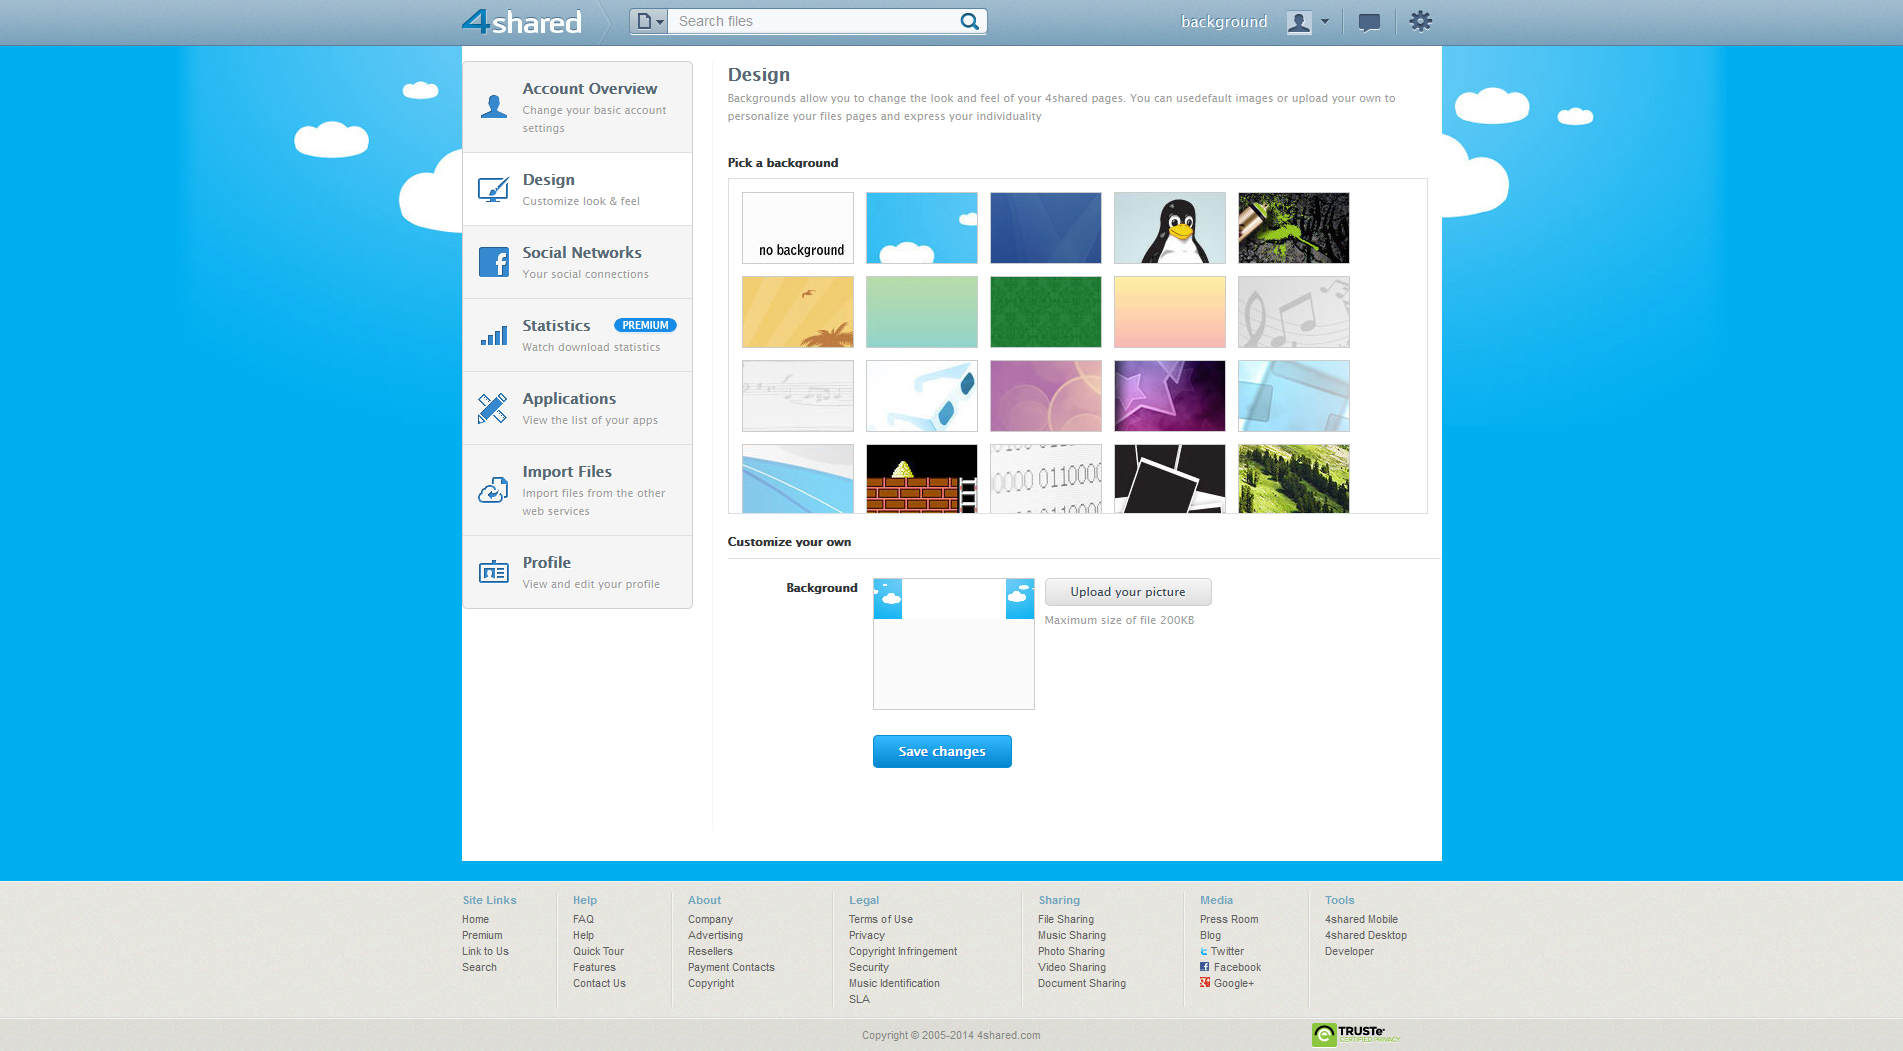 4shared
Search files
background
Account Overview
Change your basic account
settings
Design
Customize look & feel
Social Networks
Your social connections
Statistics PREMIUM
Watch download statistics
Applications
View the list of your apps
Import Files
Import files from the other
web services
Profile
View and edit your profile
Design
Backgrounds allow you to change the look and feel of your 4shared pages. You can usedefault images or upload your own to
personalize your files pages and express your individuality
Pick a background
no background
0000 0110000
Customize your own
Background
Upload your picture
Maximum size of file 200KB
Save changes
Site Links
Home
Premium
Link to Us
Search
Help
FAQ
Help
Quick Tour
Features
Contact Us
About
Company
Advertising
Resellers
Payment Contacts
Copyright
Legal
Terms of Use
Privacy
Copyright Infringement
Security
Music Identification
SLA
Sharing
File Sharing
Music Sharing
Photo Sharing
Video Sharing
Document Sharing
Media
Press Room
Blog
Twitter
Facebook
Google+
Tools
4shared Mobile
4shared Desktop
Developer
Copyright © 2005-2014 4shared.com
TRUSTe
CERTIFIED PRIVACY